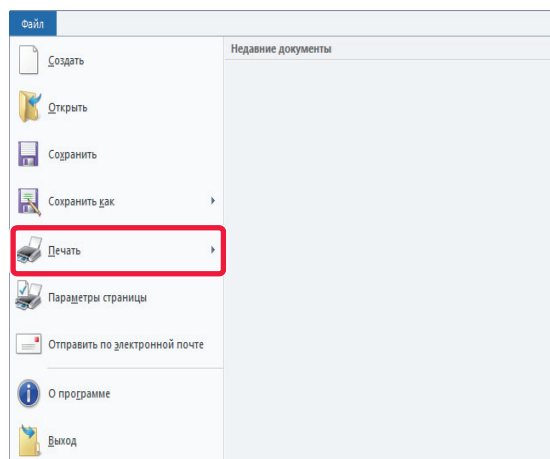 Файл
Недавние документы
Создать
Открыть
Сохранить
Сохранить как
Печать
Параметры страницы
Отправить по электронной почте
О программе
Выход